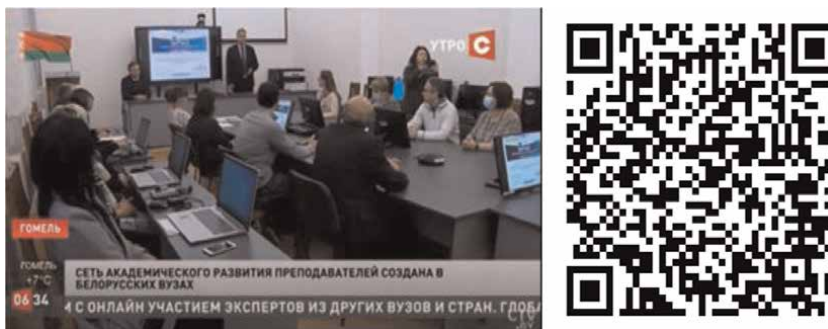 УТРО С
ГОМЕЛЬ
ГОМЕЛЬ
+7°С
06 34
СЕТЬ АКАДЕМИЧЕСКОГО РАЗВИТИЯ ПРЕПОДАВАТЕЛЕЙ СОЗДАНА В
БЕЛОРУССКИХ ВУЗАХ
И С ОНЛАЙН УЧАСТИЕМ ЭКСПЕРТОВ ИЗ ДРУГИХ ВУЗОВ И СТРАН. ГЛОБА